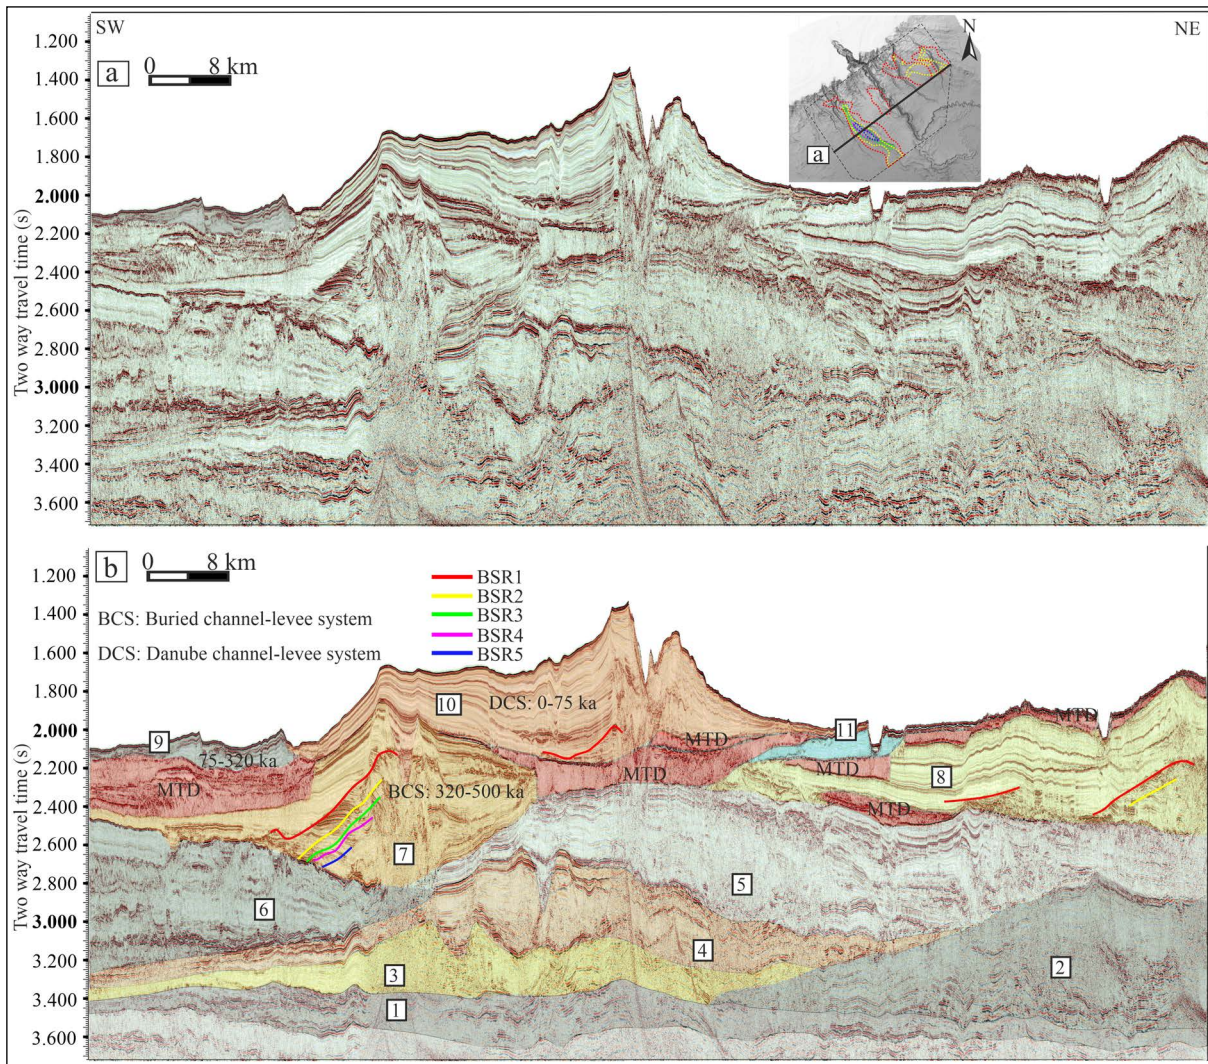 SW
NE
a
0 8 km
N
a
1.200
1.400
1.600
1.800
2.000
2.200
2.400
2.600
2.800
3.000
3.200
3.400
3.600
Two way travel time (s)
b
0 8 km
BSR1
BSR2
BSR3
BSR4
BSR5
BCS: Buried channel-levee system
DCS: Danube channel-levee system
1.200
1.400
1.600
1.800
2.000
2.200
2.400
2.600
2.800
3.000
3.200
3.400
3.600
Two way travel time (s)
10
DCS: 0-75 ka
9
75-320 ka
MTD
BCS: 320-500 ka
MTD
MTD
11
MTD
MTD
MTD
8
7
6
5
4
3
2
1